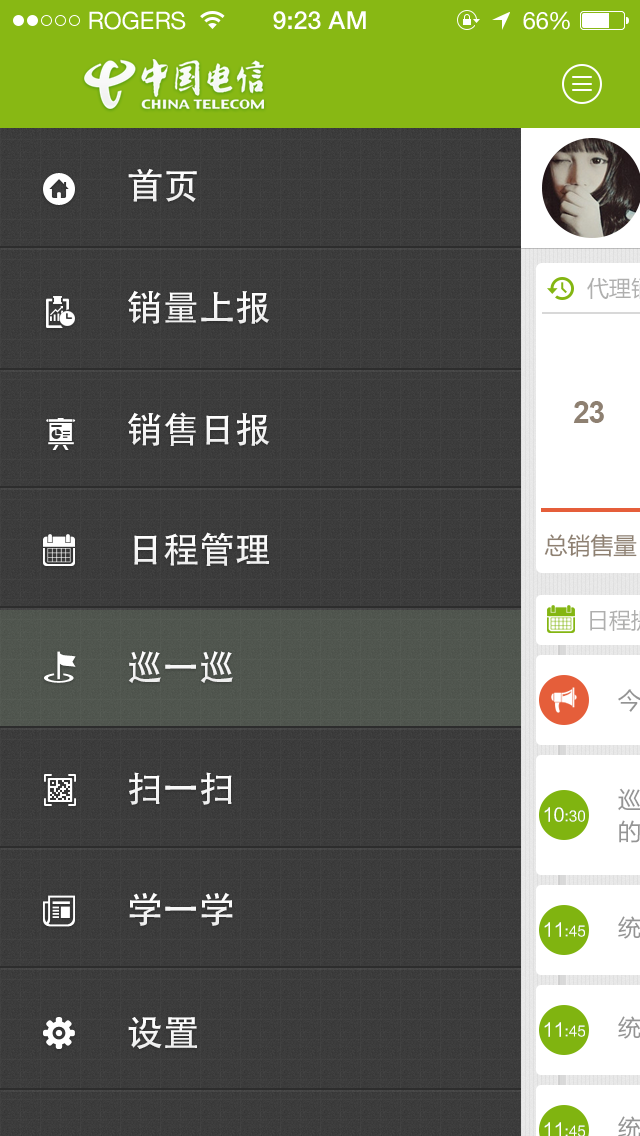 ROGERS 9:23 AM 66%
中国电信
CHINA TELECOM
首页
销量上报
销售日报
日程管理
巡一巡
扫一扫
学一学
设置
代理销
23
总销售量
日程提
今
10:30
巡
的
11:45
统
11:45
统
11:45
统